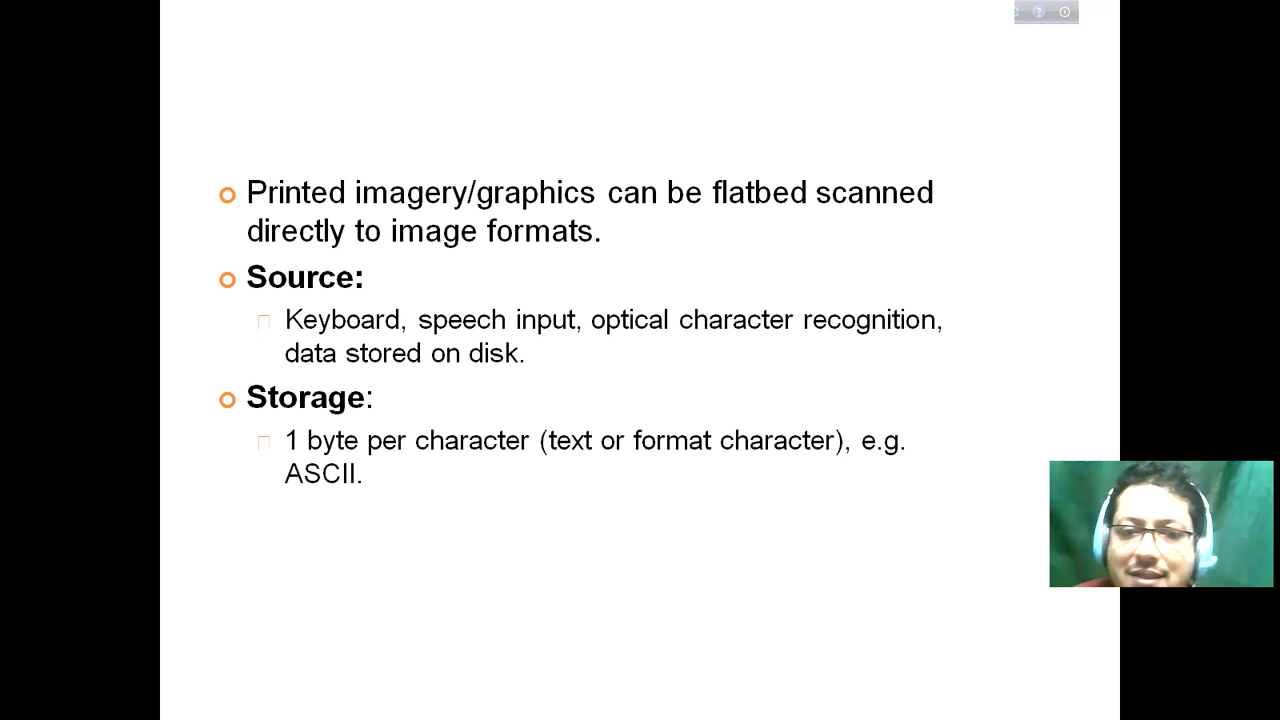 Printed imagery/graphics can be flatbed scanned
directly to image formats.
Source:
Keyboard, speech input, optical character recognition,
data stored on disk.
Storage:
1 byte per character (text or format character), e.g.
ASCII.